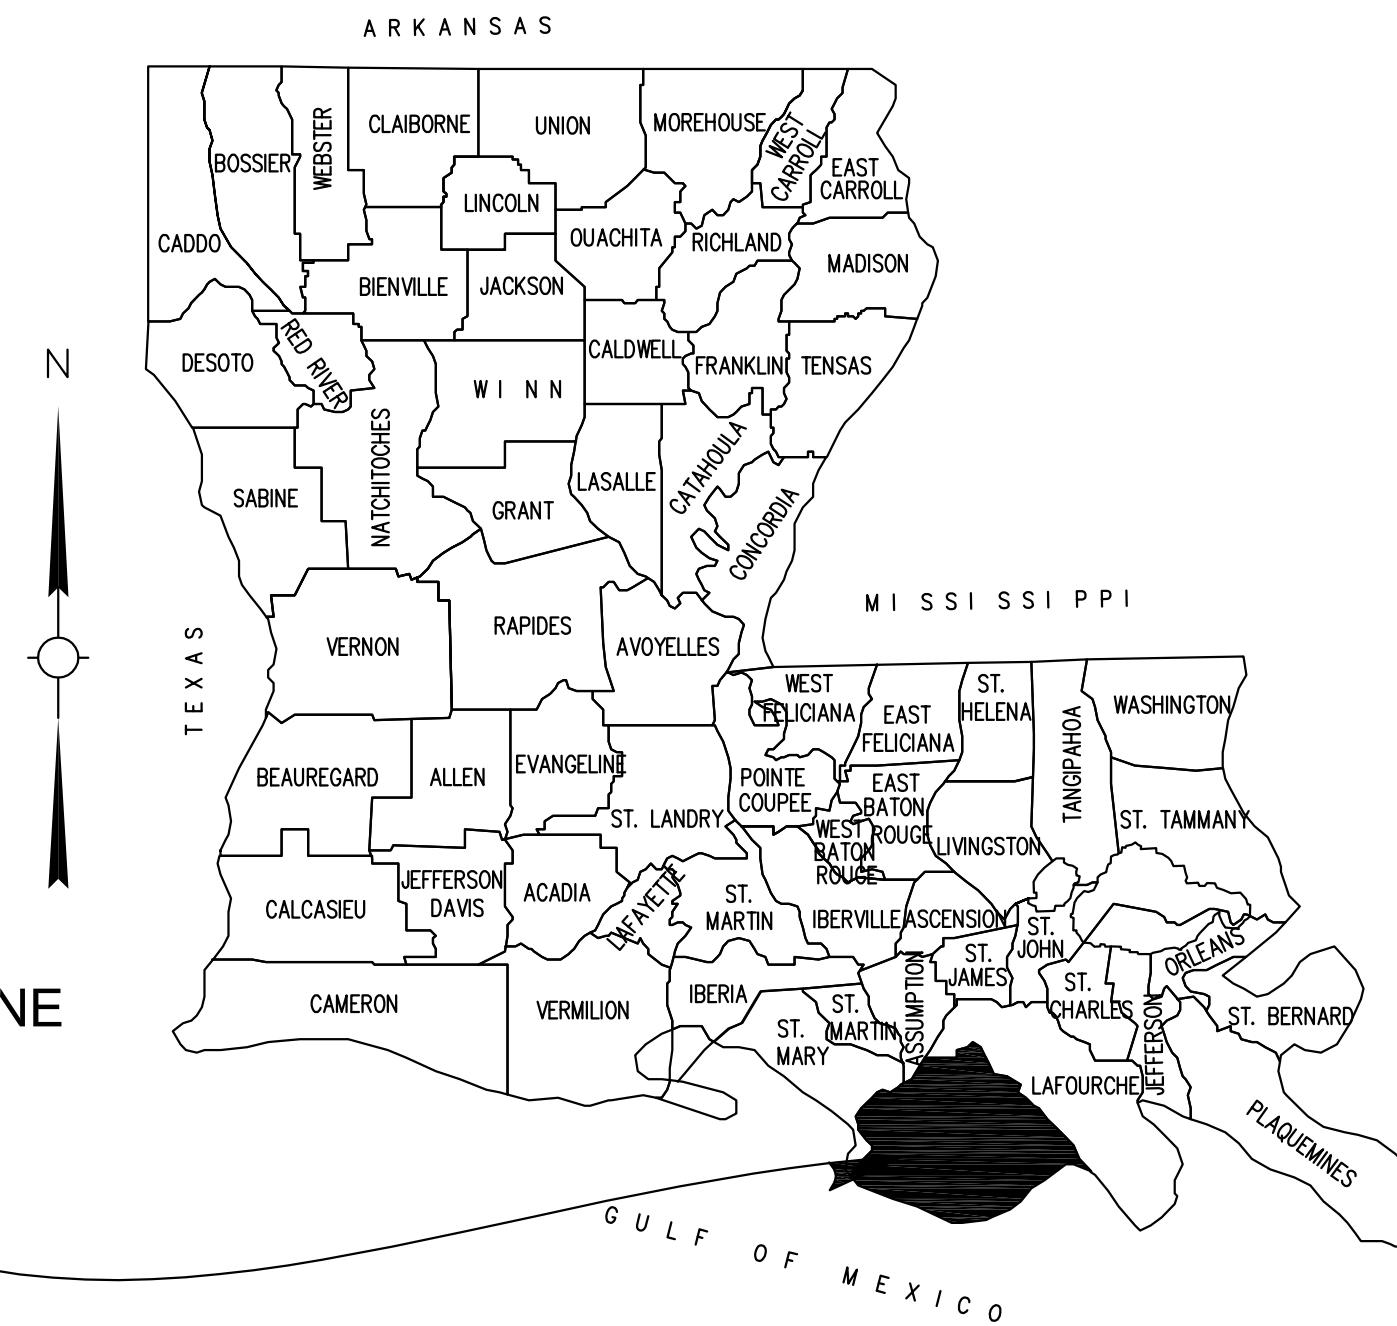 ARKANSAS
CLAIBORNE
UNION
MOREHOUSE
WEST
CARROLL
WEBSTER
BOSSIER
EAST
CARROLL
LINCOLN
CADDO
OUACHITA
RICHLAND
MADISON
BIENVILLE
JACKSON
N
RED RIVER
DESOTO
CALDWELL
FRANKLIN
TENSAS
WINN
NATCHITOCHES
CATAHOULA
SABINE
LASALLE
GRANT
CONCORDIA
MISSISSIPPI
TEXAS
VERNON
RAPIDES
AVOYELLES
WEST
FELICIANA
ST.
HELENA
WASHINGTON
EAST
FELICIANA
TANGIPAHOA
BEAUREGARD
ALLEN
EVANGELINE
POINTE
COUPEE
EAST
BATON
ROUGE
ST. LANDRY
WEST
BATON
ROUGE
LIVINGSTON
ST. TAMMANY
JEFFERSON
DAVIS
ACADIA
LAFAYETTE
ST.
MARTIN
CALCASIEU
IBERVILLE
ASCENSION
ST.
JOHN
ORLEANS
ST.
JAMES
ST.
CHARLES
NE
CAMERON
VERMILION
IBERIA
ST.
MARTIN
ASSUMPTION
ST.
MARY
JEFFERSON
ST. BERNARD
LAFOURCHE
PLAQUEMINES
GULF OF MEXICO